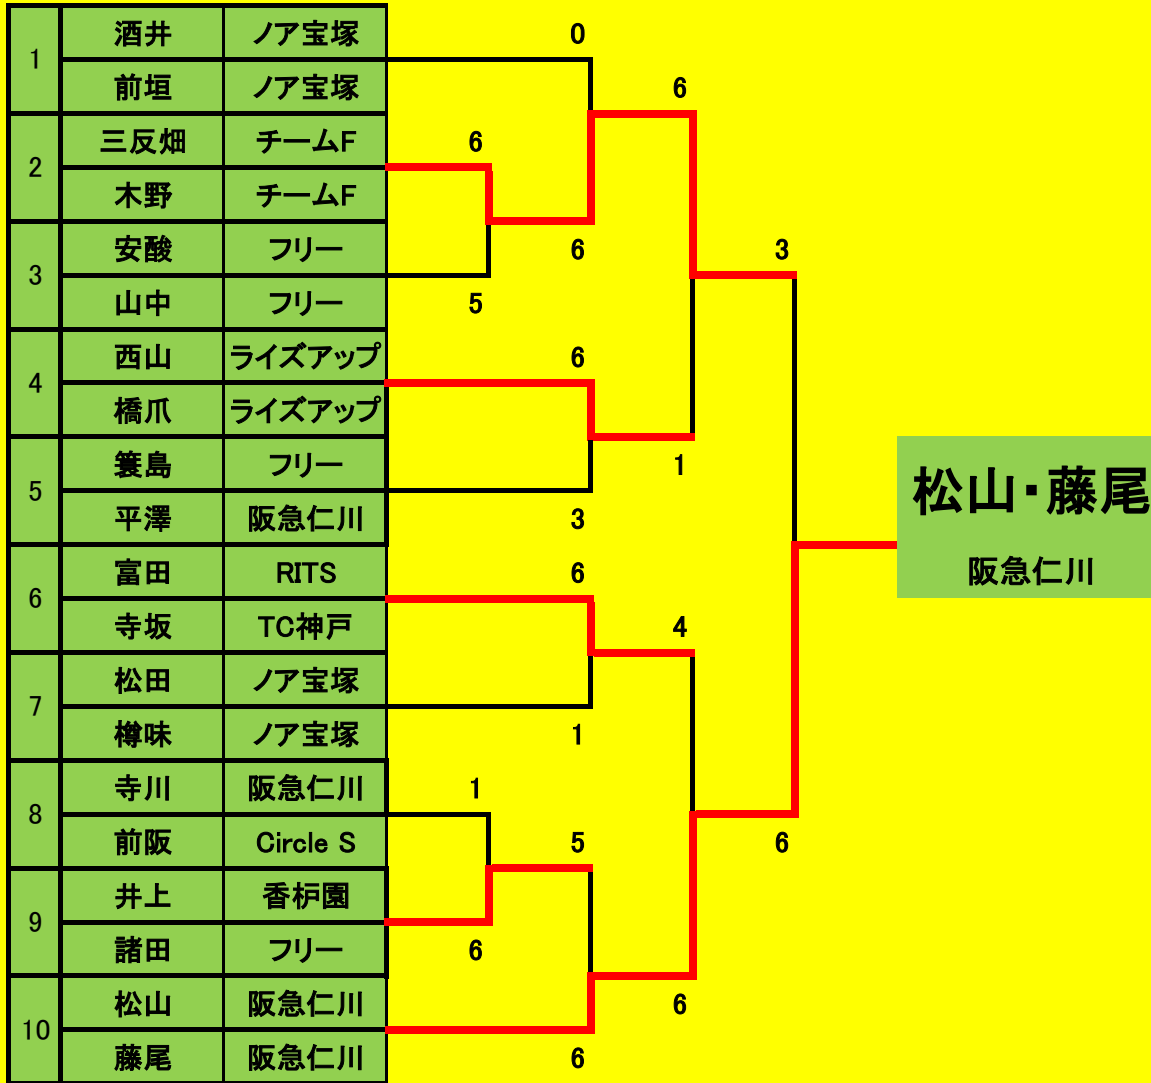 酒井 ノア宝塚 0
1
前垣 ノア宝塚 6
三反畑 チームF 6
2
木野 チームF
安酸 フリー 6 3
3
山中 フリー 5
西山 ライズアップ 6
4
橋爪 ライズアップ
簑島 フリー 1
5
平澤 阪急仁川 3
松山・藤尾
阪急仁川
富田 RITS 6
6
寺坂 TC神戸 4
松田 ノア宝塚
7
樽味 ノア宝塚 1
寺川 阪急仁川 1
8
前阪 Circle S 5 6
井上 香枦園
9
諸田 フリー 6
松山 阪急仁川 6
10
藤尾 阪急仁川 6